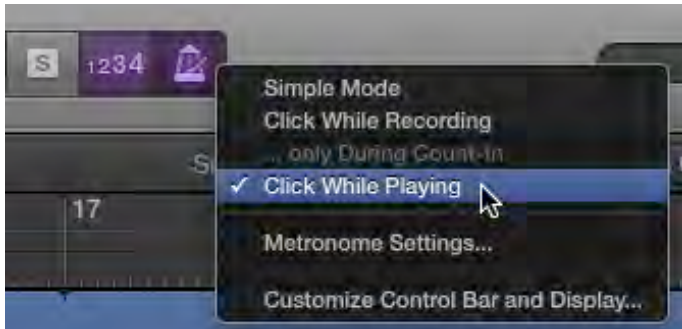 S 1234
Simple Mode
Click While Recording
... only During Count-In
Click While Playing
17
Metronome Settings...
Customize Control Bar and Display...